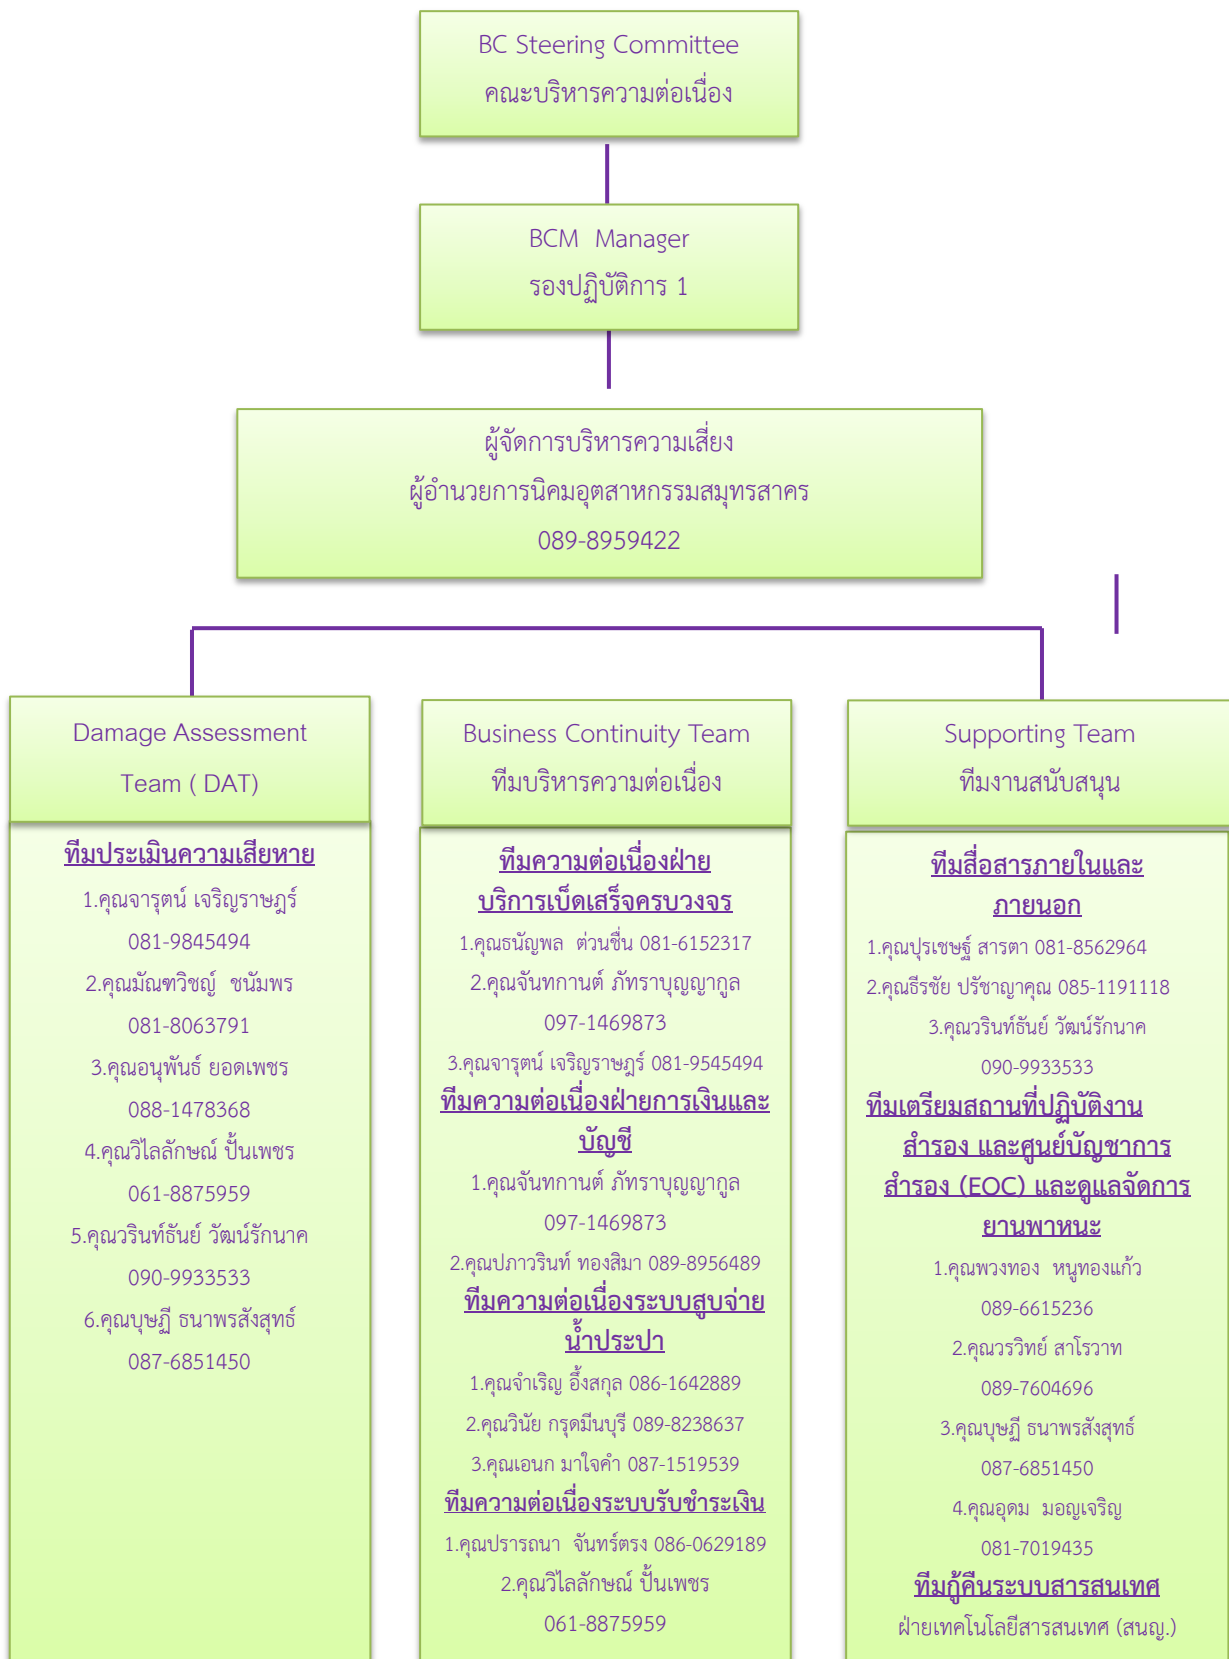 BC Steering Committee
คณะบริหารความต่อเนื่อง
BCM Manager
รองปฏิบัติการ 1
ผู้จัดการบริหารความเสี่ยง
ผู้อำนวยการนิคมอุตสาหกรรมสมุทรสาคร
089-8959422
Damage Assessment
Team ( DAT)
ทีมประเมินความเสียหาย
1.คุณจารุตน์ เจริญราษฎร์
081-9845494
2.คุณมัณฑวิชญ์ ชนัมพร
081-8063791
3.คุณอนุพันธ์ ยอดเพชร
088-1478368
4.คุณวิไลลักษณ์ ปั้นเพชร
061-8875959
5.คุณวรินท์ธันย์ วัฒน์รักนาค
090-9933533
6.คุณบุษฏี ธนาพรสังสุทธ์
087-6851450
Business Continuity Team
ทีมบริหารความต่อเนื่อง
ทีมความต่อเนื่องฝ่าย
บริการเบ็ดเสร็จครบวงจร
1.คุณธนัญพล ต่วนชื่น 081-6152317
2.คุณจันทกานต์ ภัทราบุญญากูล
097-1469873
3.คุณจารุตน์ เจริญราษฎร์ 081-9545494
ทีมความต่อเนื่องฝ่ายการเงินและ
บัญชี
1.คุณจันทกานต์ ภัทราบุญญากูล
097-1469873
2.คุณปภาวรินท์ ทองสิมา 089-8956489
ทีมความต่อเนื่องระบบสูบจ่าย
น้ำประปา
1.คุณจำเริญ อึ้งสกุล 086-1642889
2.คุณวินัย กรุดมีนบุรี 089-8238637
3.คุณเอนก มาใจคำ 087-1519539
ทีมความต่อเนื่องระบบรับชำระเงิน
1.คุณปรารถนา จันทร์ตรง 086-0629189
2.คุณวิไลลักษณ์ ปั้นเพชร
061-8875959
Supporting Team
ทีมงานสนับสนุน
ทีมสื่อสารภายในและ
ภายนอก
1.คุณปุรเชษฐ์ สารตา 081-8562964
2.คุณธีรชัย ปรัชาญาคุณ 085-1191118
3.คุณวรินท์ธันย์ วัฒน์รักนาค
090-9933533
ทีมเตรียมสถานที่ปฏิบัติงาน
สำรอง และศูนย์บัญชาการ
สำรอง (EOC) และดูแลจัดการ
ยานพาหนะ
1.คุณพวงทอง หนูทองแก้ว
089-6615236
2.คุณวรวิทย์ สาโรวาท
089-7604696
3.คุณบุษฏี ธนาพรสังสุทธ์
087-6851450
4.คุณอุดม มอญเจริญ
081-7019435
ทีมกู้คืนระบบสารสนเทศ
ฝ่ายเทคโนโลยีสารสนเทศ (สนญ.)